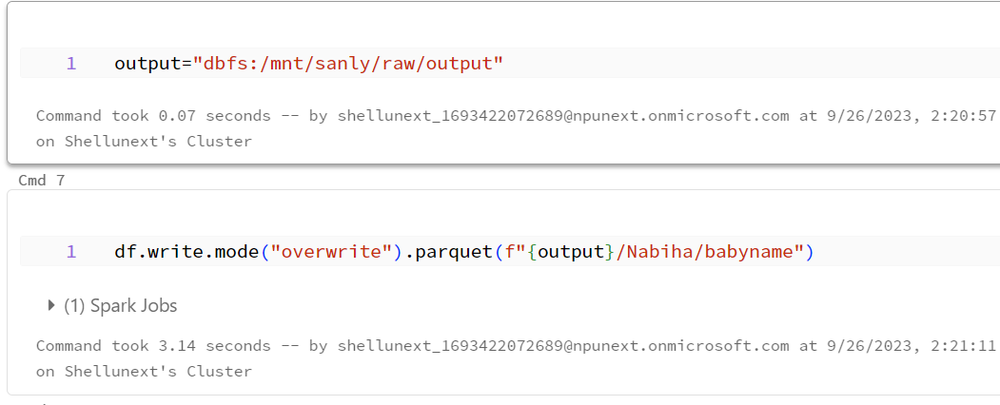 1 output="dbfs:/mnt/sanly/raw/output"
Command took 0.07 seconds -- by shellunext_1693422072689@npunext.onmicrosoft.com at 9/26/2023, 2:20:57
on Shellunext's Cluster
Cmd 7
1 df.write.mode("overwrite").parquet(f"{output}/Nabiha/babyname")
(1) Spark Jobs
Command took 3.14 seconds -- by shellunext_1693422072689@npunext.onmicrosoft.com at 9/26/2023, 2:21:11
on Shellunext's Cluster